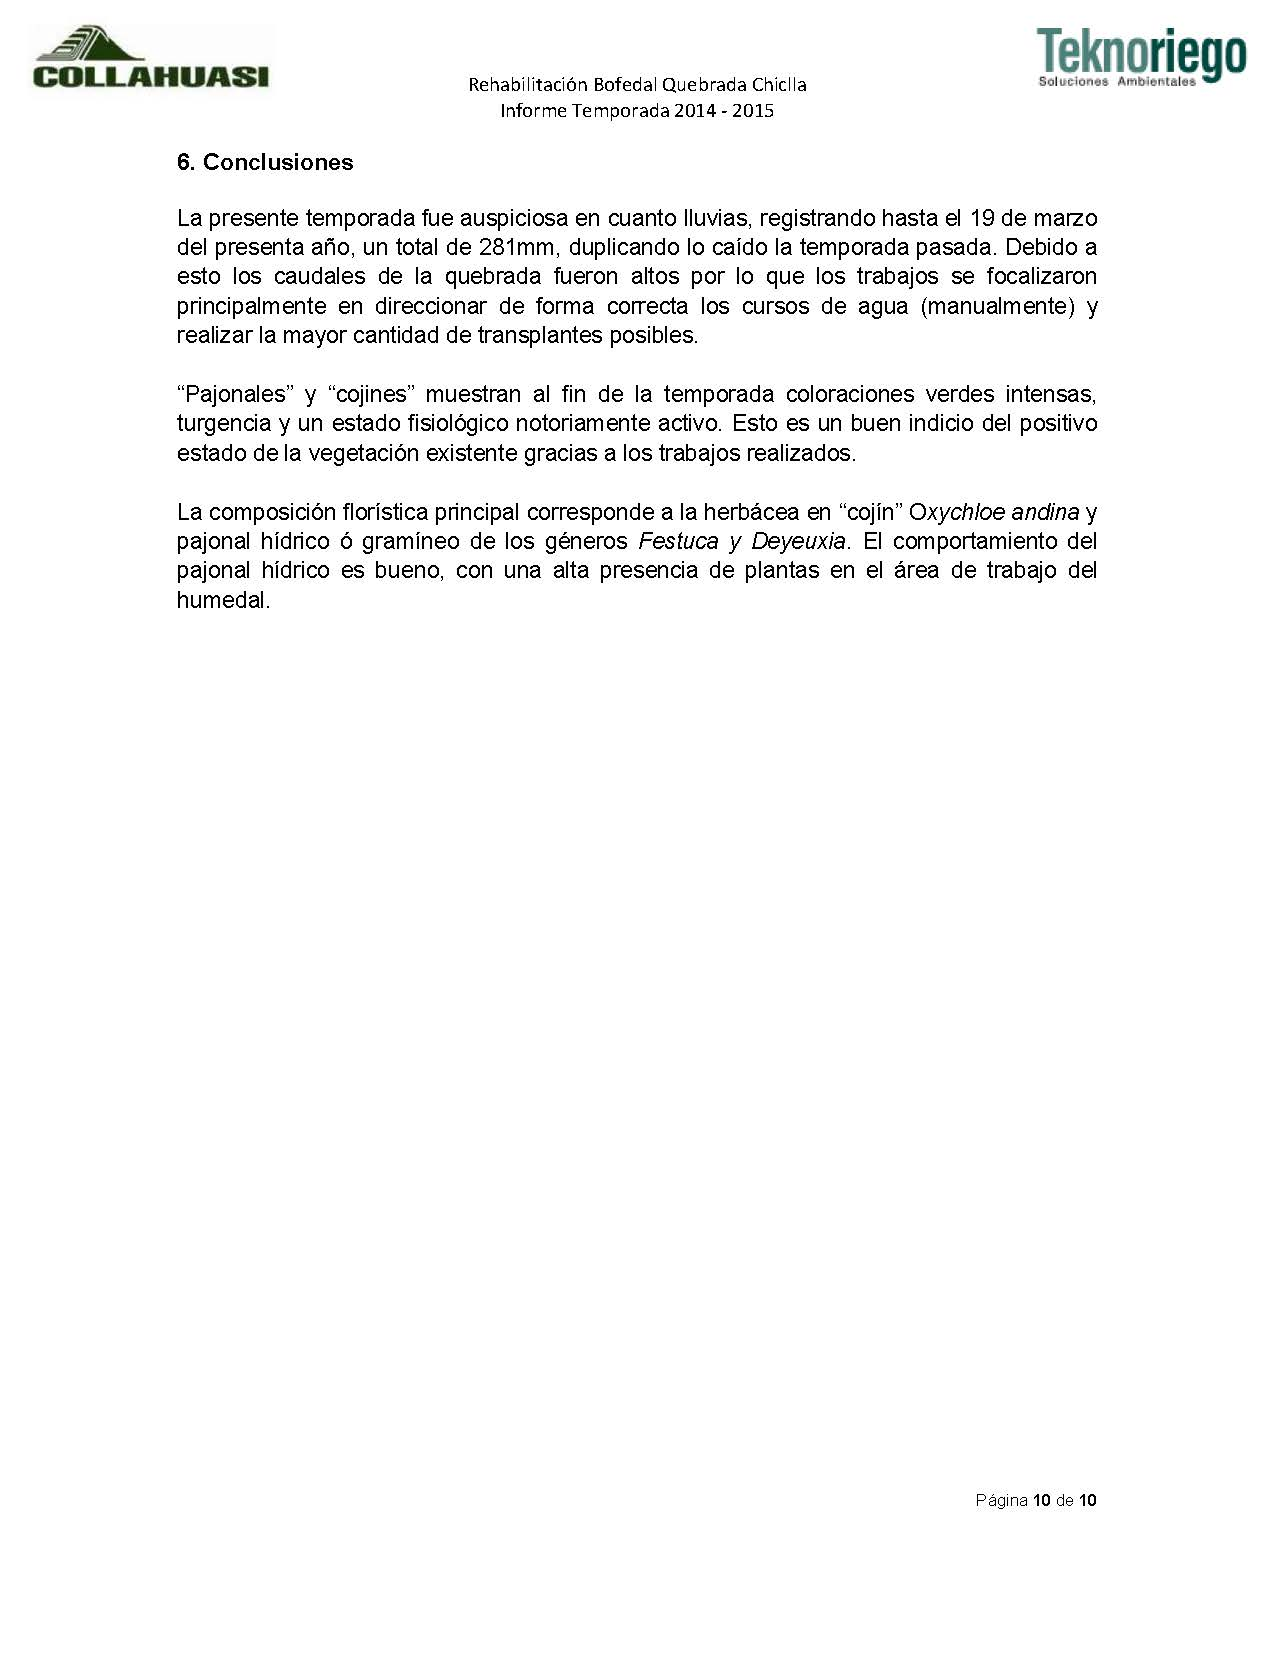 COLLAHUASI
Teknoriego
Soluciones Ambientales
Rehabilitación Bofedal Quebrada Chiclla
Informe Temporada 2014 - 2015
6. Conclusiones
La presente temporada fue auspiciosa en cuanto lluvias, registrando hasta el 19 de marzo
del presenta año, un total de 281mm, duplicando lo caído la temporada pasada. Debido a
esto los caudales de la quebrada fueron altos por lo que los trabajos se focalizaron
principalmente en direccionar de forma correcta los cursos de agua (manualmente) y
realizar la mayor cantidad de transplantes posibles.
“Pajonales” y “cojines” muestran al fin de la temporada coloraciones verdes intensas,
turgencia y un estado fisiológico notoriamente activo. Esto es un buen indicio del positivo
estado de la vegetación existente gracias a los trabajos realizados.
La composición florística principal corresponde a la herbácea en “cojín” Oxychloe andina y
pajonal hídrico ó gramíneo de los géneros Festuca y Deyeuxia. El comportamiento del
pajonal hídrico es bueno, con una alta presencia de plantas en el área de trabajo del
humedal.
Página 10 de 10